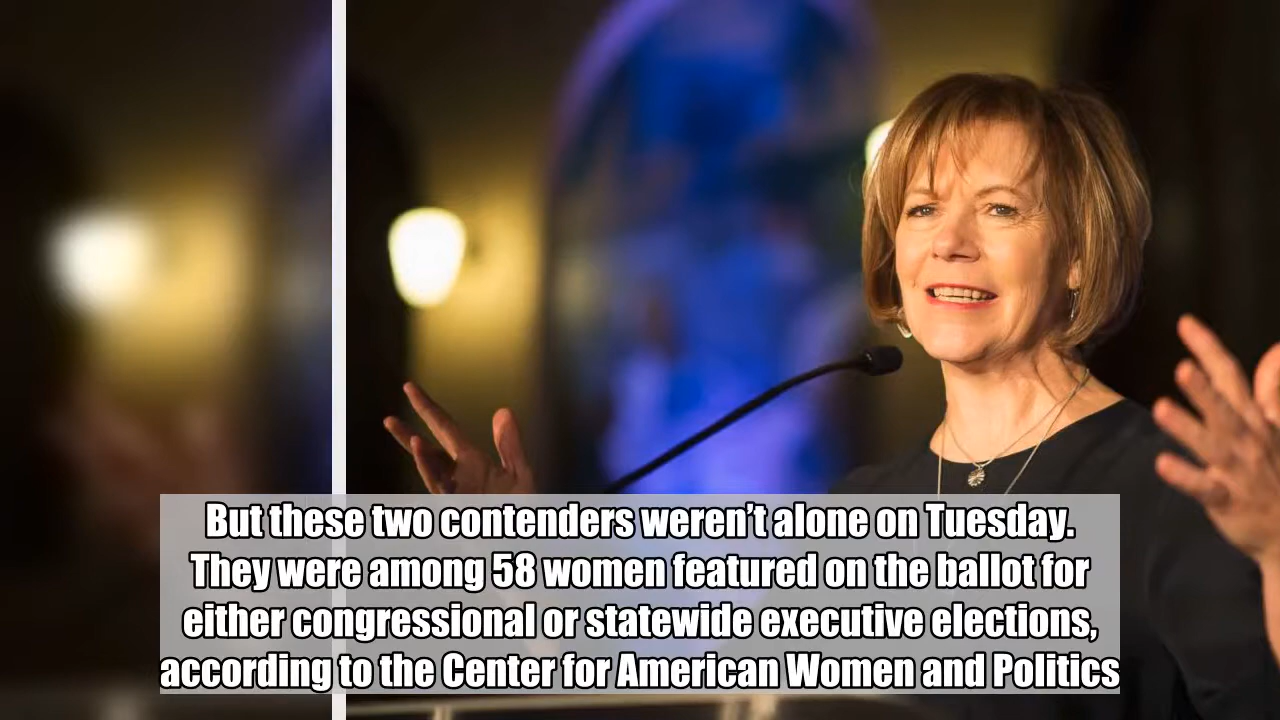 But these two contenders weren’t alone on Tuesday.
They were among 58 women featured on the ballot for
either congressional or statewide executive elections,
according to the Center for American Women and Politics